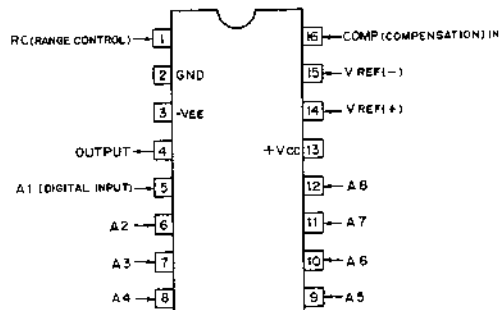 RC (RANGE CONTROL) 1
16 COMP (COMPENSATION) IN
2 GND
15 V REF(-)
3 -VEE
14 V REF(+)
OUTPUT 4
+VCC 13
A1 (DIGITAL INPUT) 5
12 A8
A2 6
11 A7
A3 7
10 A6
A4 8
9 A5